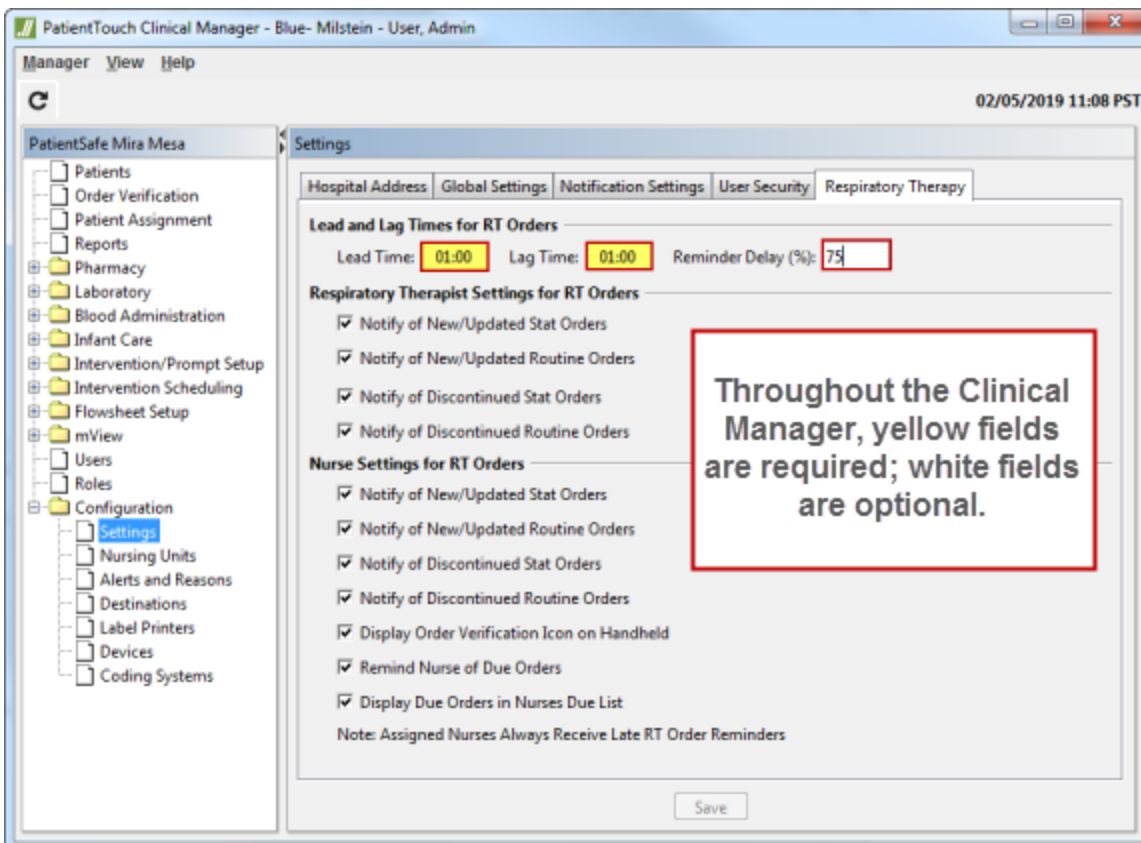 PatientTouch Clinical Manager - Blue- Milstein - User, Admin
Manager View Help
02/05/2019 11:08 PST
PatientSafe Mira Mesa
Patients
Order Verification
Patient Assignment
Reports
Pharmacy
Laboratory
Blood Administration
Infant Care
Intervention/Prompt Setup
Intervention Scheduling
Flowsheet Setup
mView
Users
Roles
Configuration
Settings
Nursing Units
Alerts and Reasons
Destinations
Label Printers
Devices
Coding Systems
Settings
Hospital Address Global Settings Notification Settings User Security Respiratory Therapy
Lead and Lag Times for RT Orders
Lead Time: 01:00 Lag Time: 01:00 Reminder Delay (%): 75
Respiratory Therapist Settings for RT Orders
Notify of New/Updated Stat Orders
Notify of New/Updated Routine Orders
Notify of Discontinued Stat Orders
Notify of Discontinued Routine Orders
Nurse Settings for RT Orders
Notify of New/Updated Stat Orders
Notify of New/Updated Routine Orders
Notify of Discontinued Stat Orders
Notify of Discontinued Routine Orders
Display Order Verification Icon on Handheld
Remind Nurse of Due Orders
Display Due Orders in Nurses Due List
Note: Assigned Nurses Always Receive Late RT Order Reminders
Throughout the Clinical
Manager, yellow fields
are required; white fields
are optional.
Save